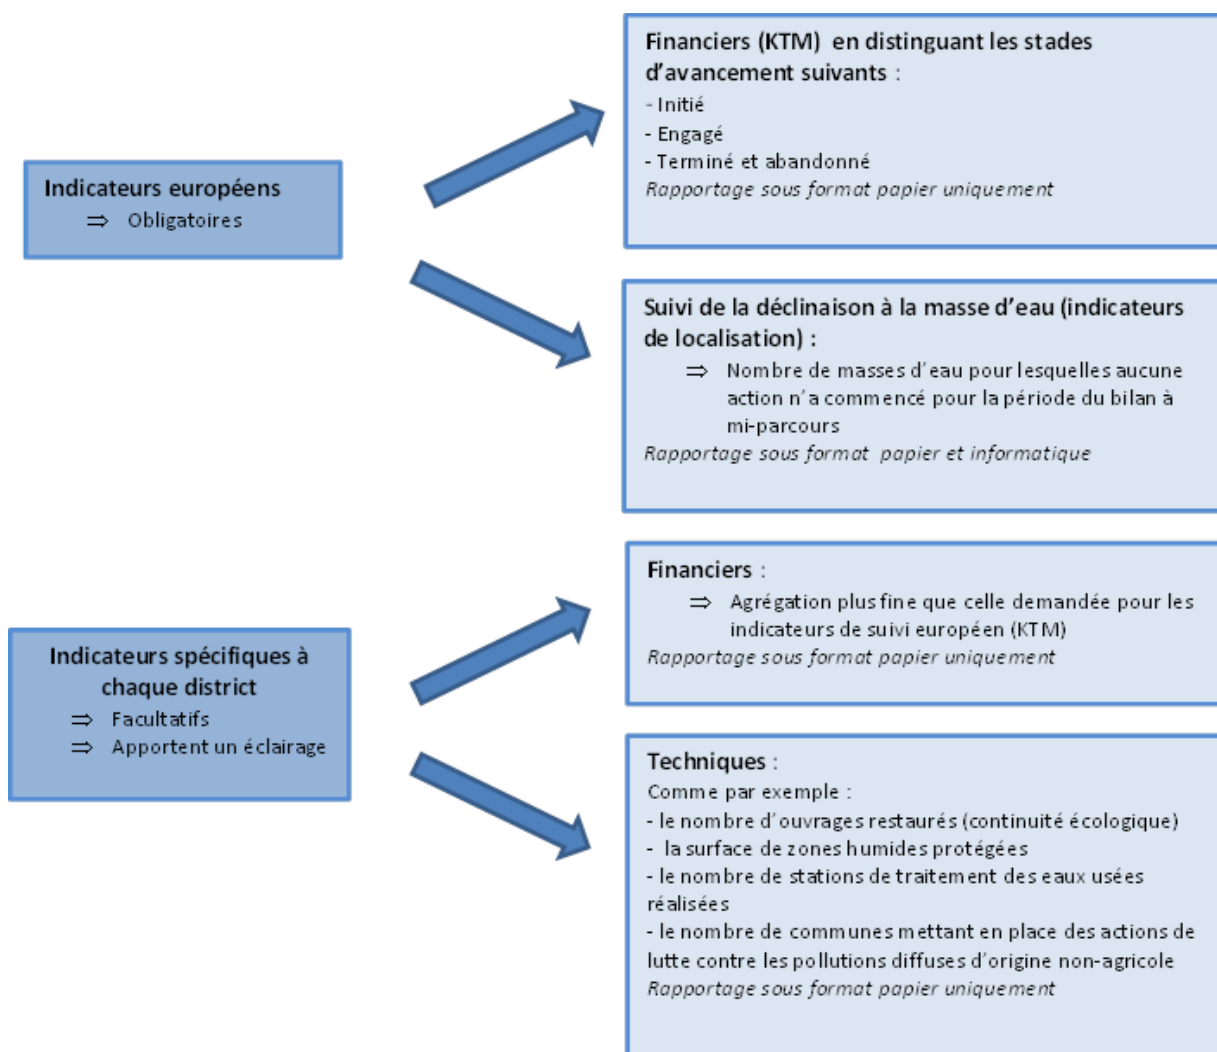 Financiers (KTM) en distinguant les stades
d’avancement suivants :
- Initié
- Engagé
- Terminé et abandonné
Rapportage sous format papier uniquement
Indicateurs européens
⇒ Obligatoires
Suivi de la déclinaison à la masse d’eau (indicateurs
de localisation) :
⇒ Nombre de masses d’eau pour lesquelles aucune
action n’a commencé pour la période du bilan à
mi-parcours
Rapportage sous format papier et informatique
Financiers :
⇒ Agrégation plus fine que celle demandée pour les
indicateurs de suivi européen (KTM)
Rapportage sous format papier uniquement
Indicateurs spécifiques à
chaque district
⇒ Facultatifs
⇒ Apportent un éclairage
Techniques :
Comme par exemple :
- le nombre d’ouvrages restaurés (continuité écologique)
- la surface de zones humides protégées
- le nombre de stations de traitement des eaux usées
réalisées
- le nombre de communes mettant en place des actions de
lutte contre les pollutions diffuses d’origine non-agricole
Rapportage sous format papier uniquement